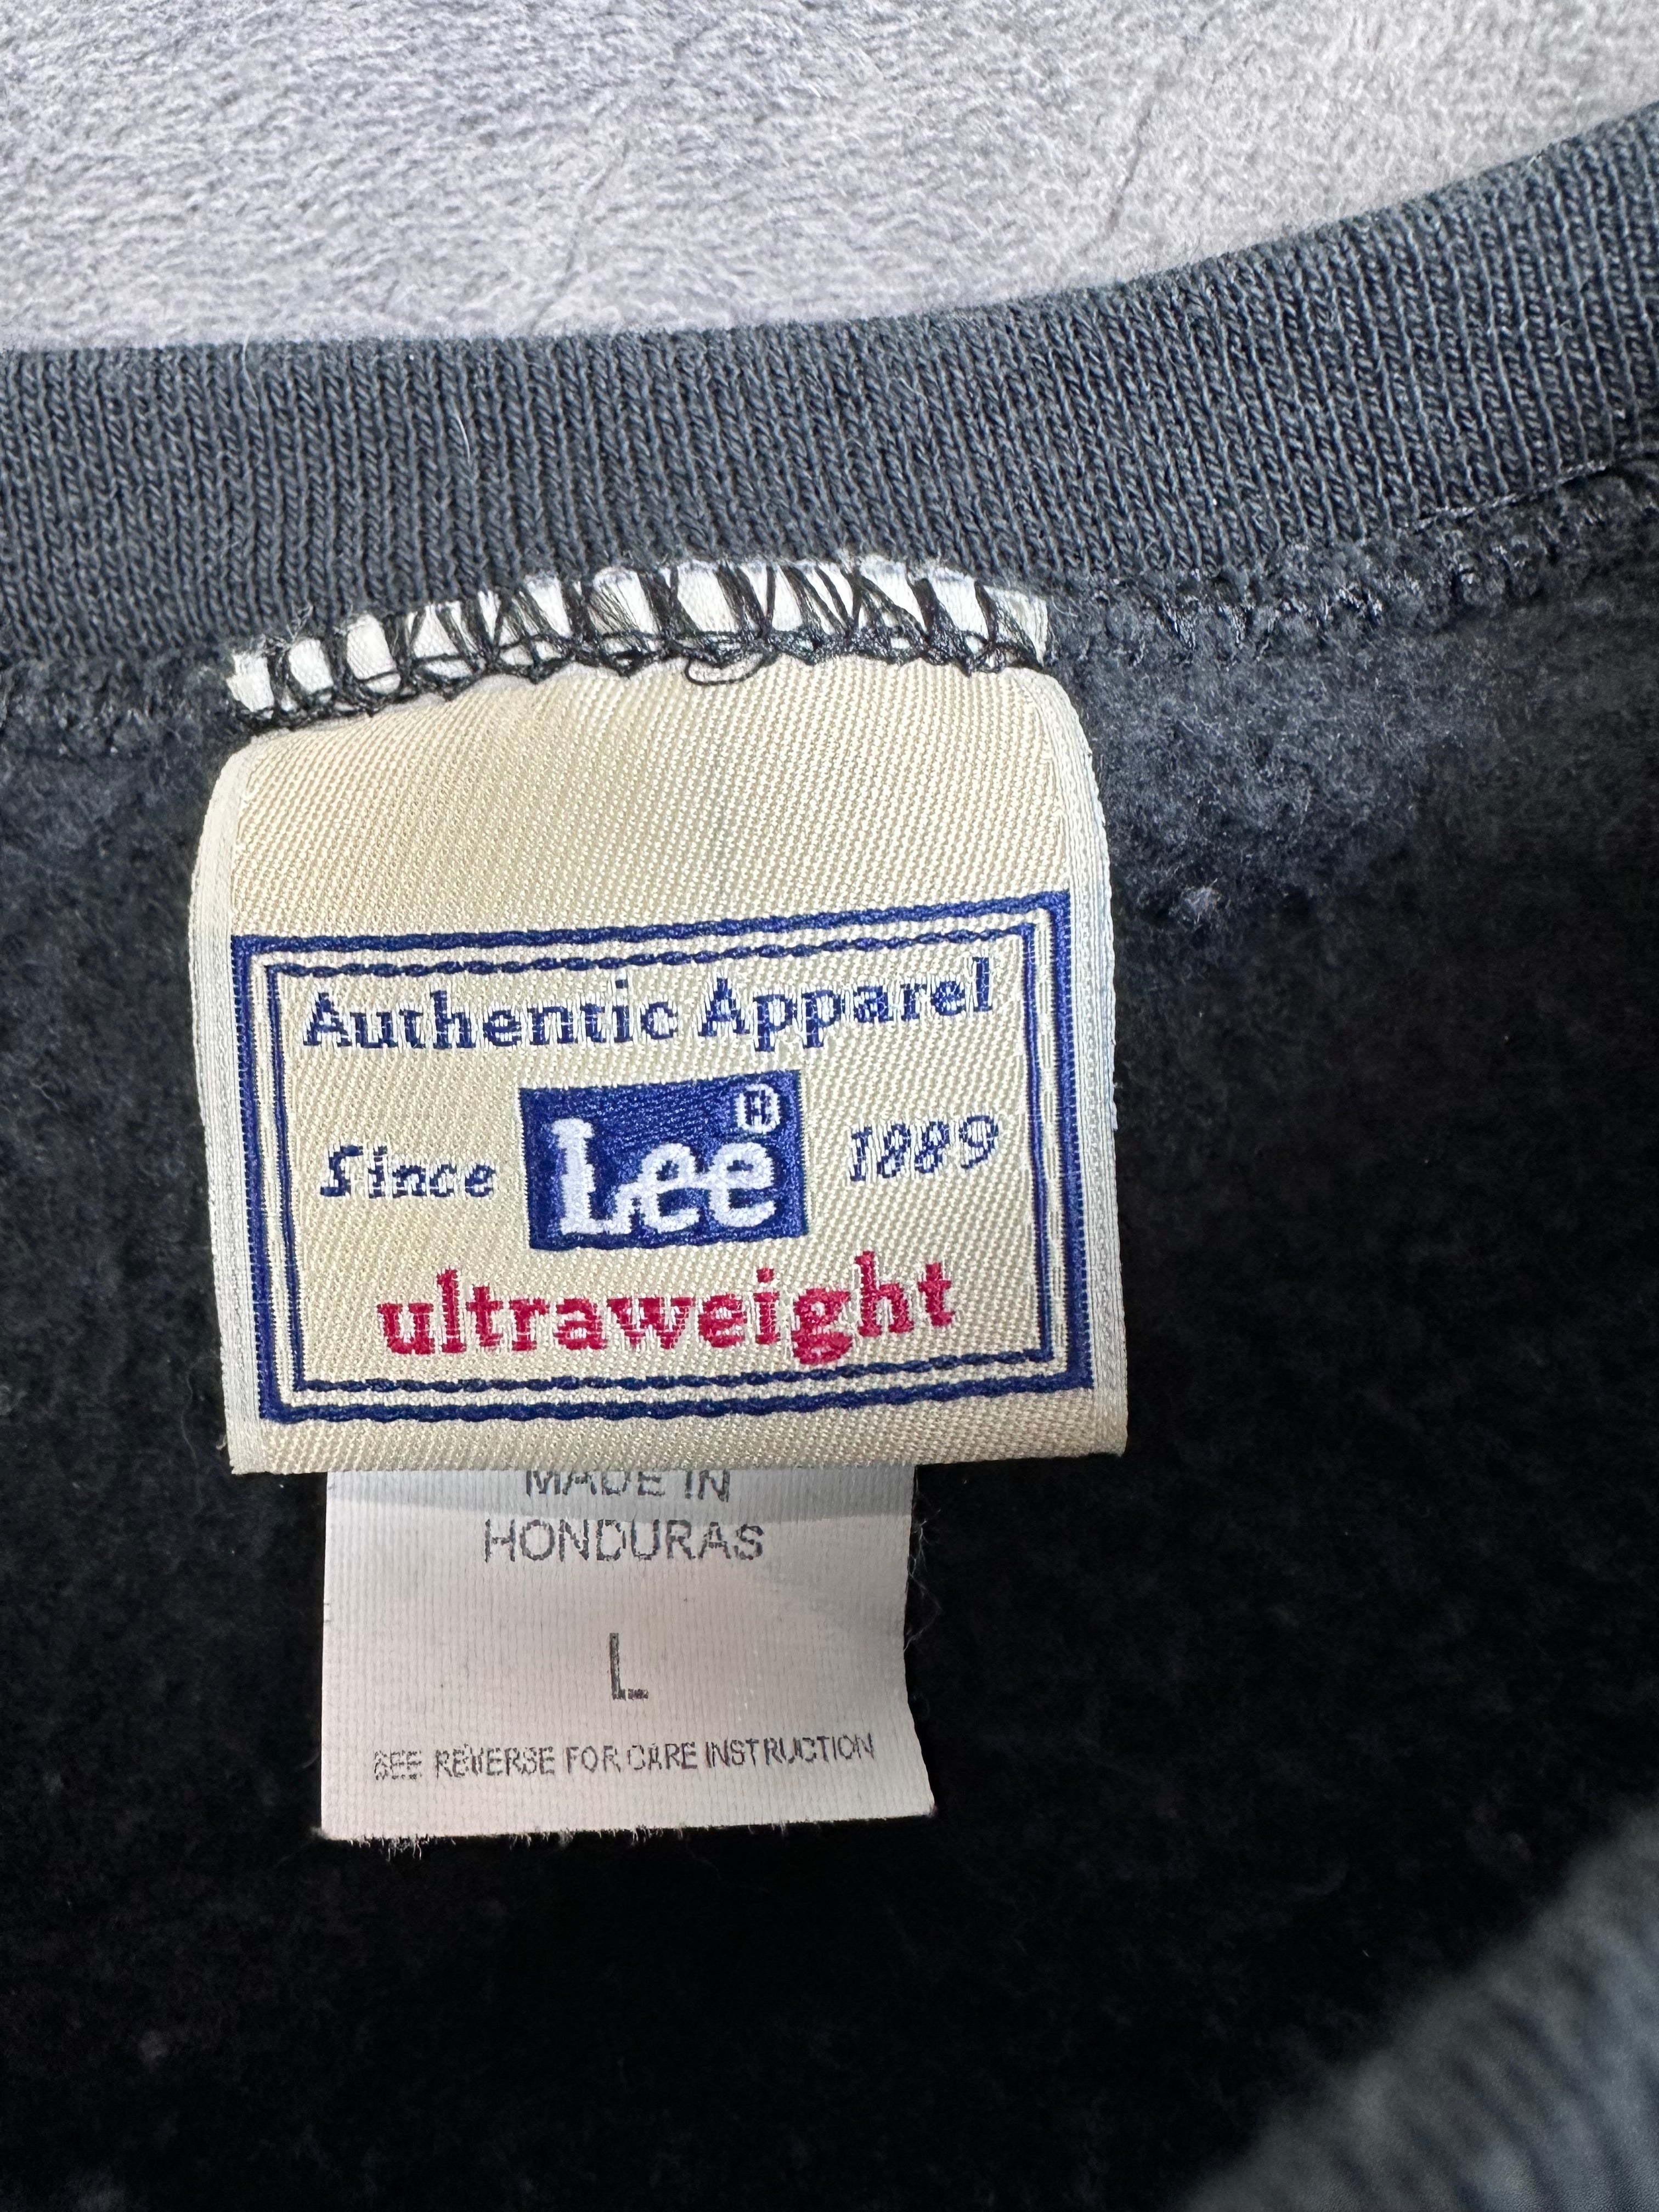 Authentic Apparel
Since Lee® 1889
ultraweight
MADE IN
HONDURAS
L
SEE REVERSE FOR CARE INSTRUCTION